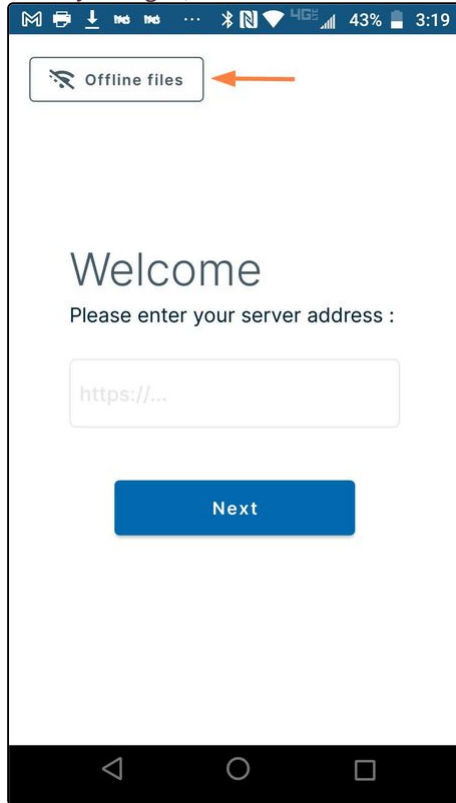 43% 3:19
Offline files
Welcome
Please enter your server address :
https://...
Next